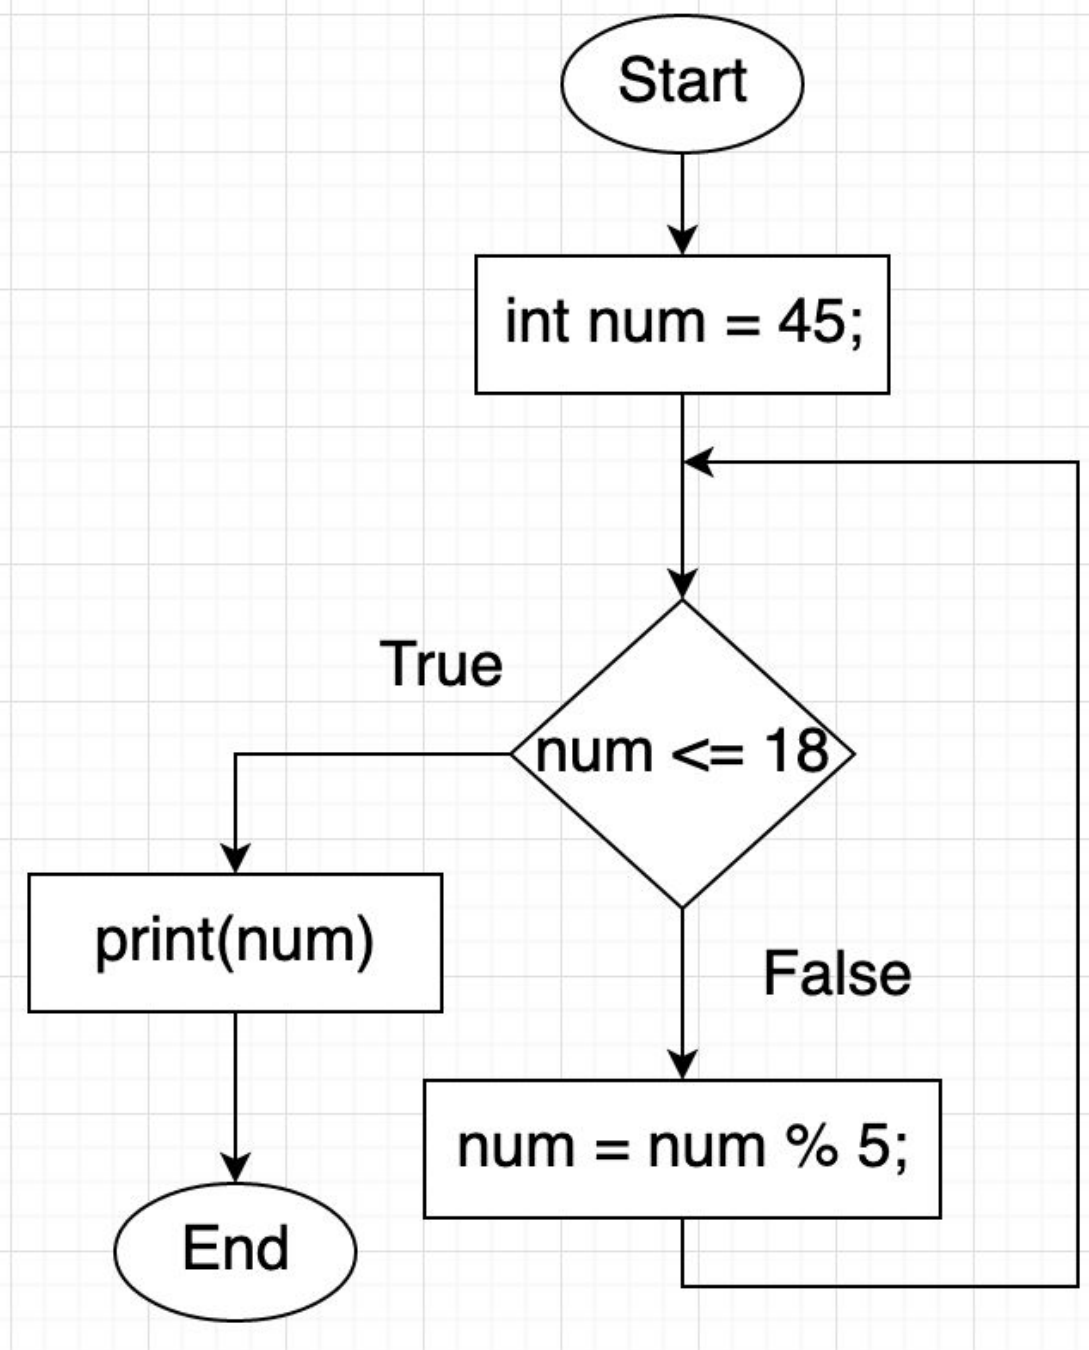 Start
int num = 45;
num <= 18
True
False
print(num)
num = num % 5;
End